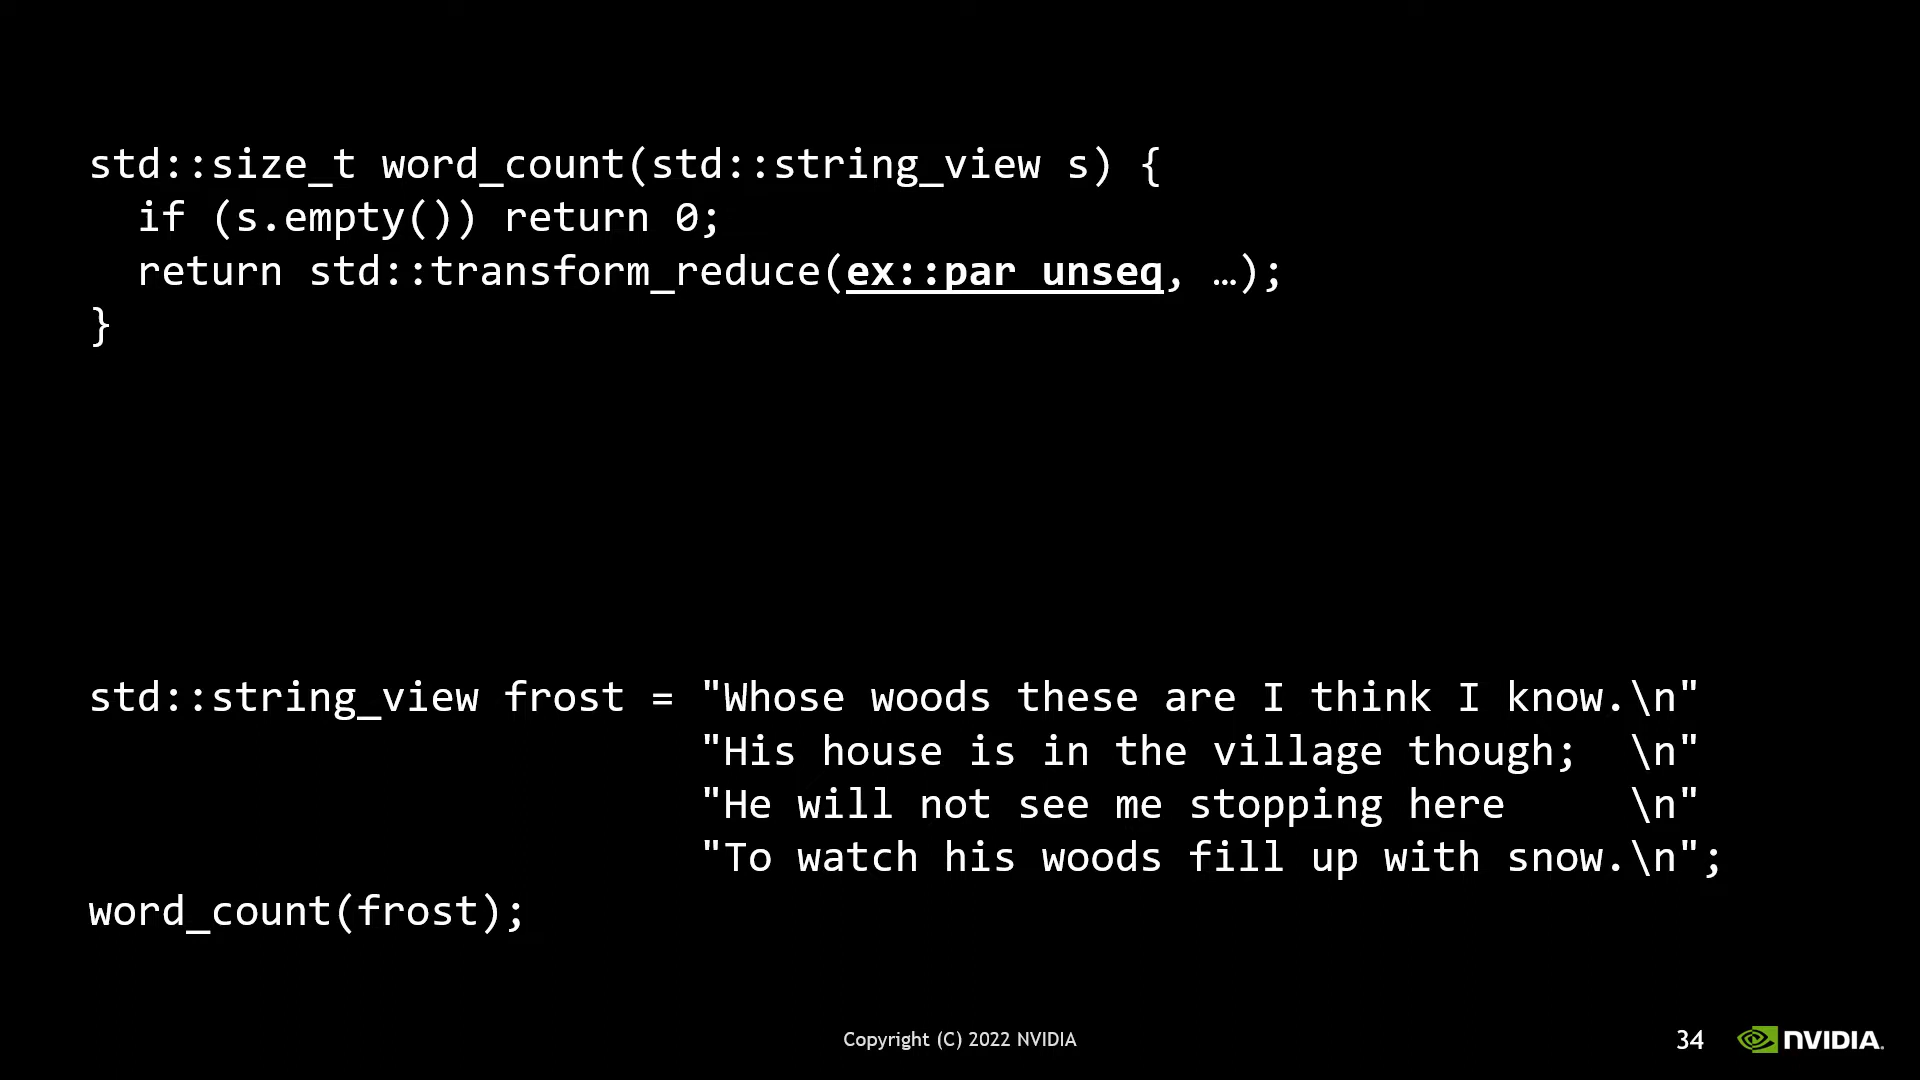 std::size_t word_count(std::string_view s) {
  if (s.empty()) return 0;
  return std::transform_reduce(ex::par_unseq, …);
}
std::string_view frost = "Whose woods these are I think I know.\n"
                         "His house is in the village though;  \n"
                         "He will not see me stopping here     \n"
                         "To watch his woods fill up with snow.\n";
word_count(frost);
Copyright (C) 2022 NVIDIA
34
NVIDIA.